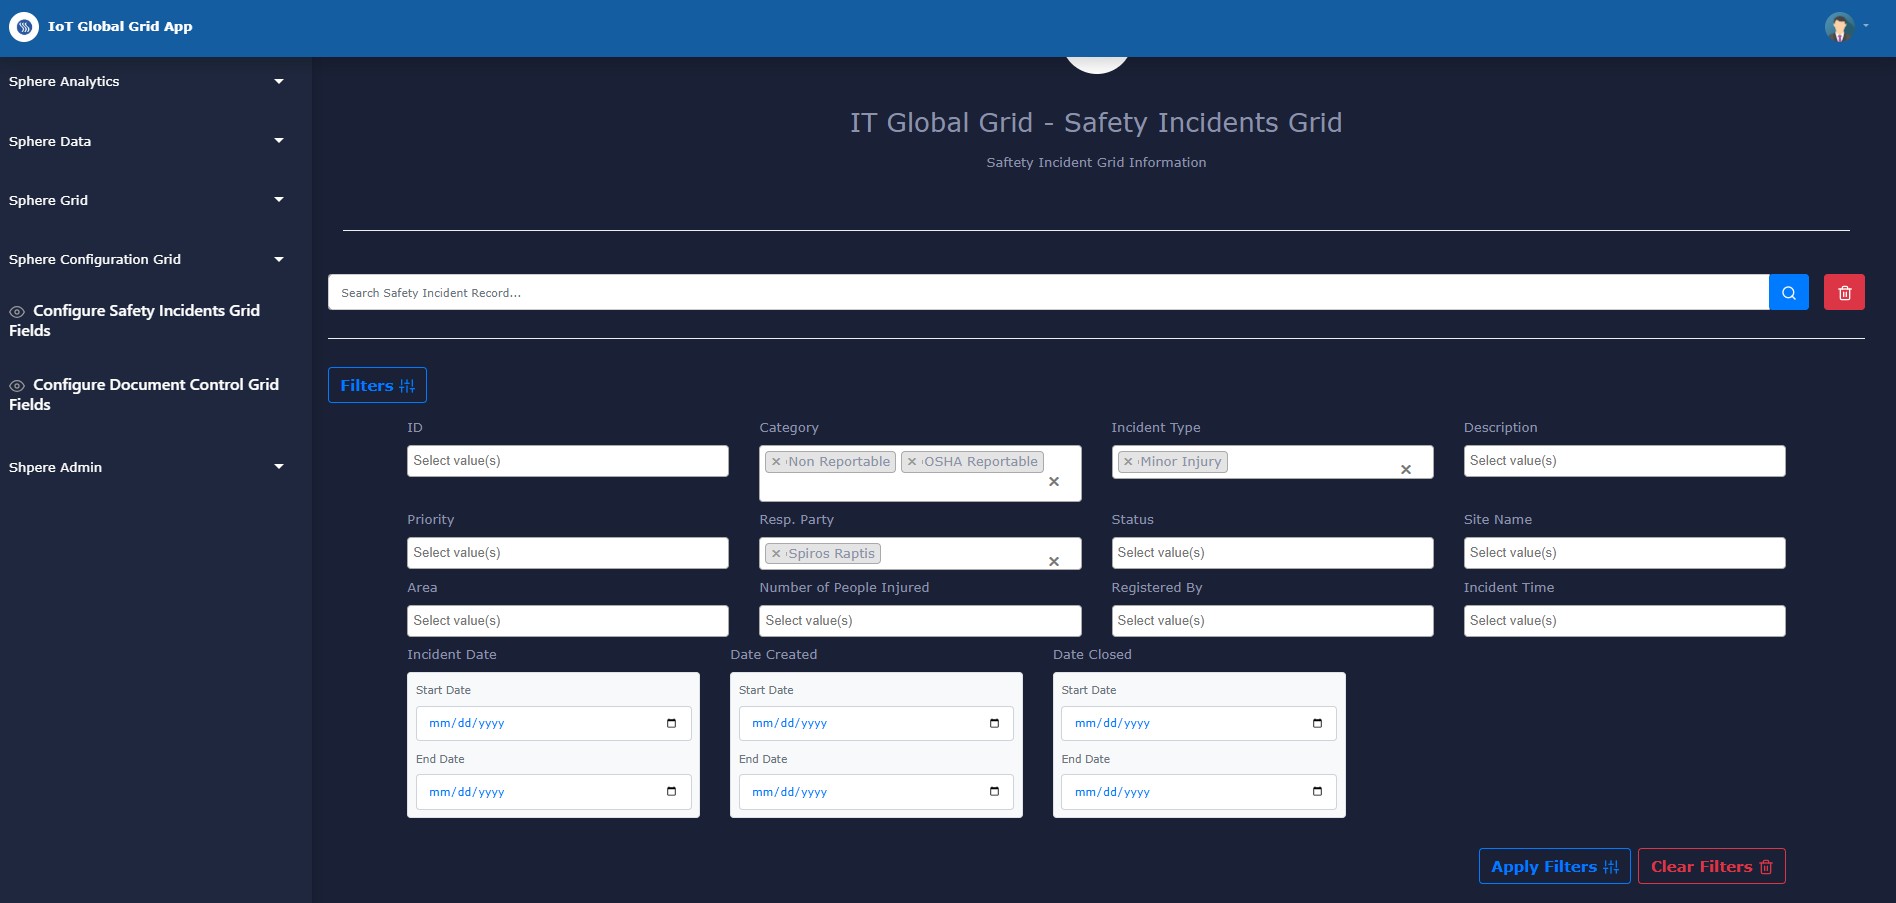 IoT Global Grid App
Sphere Analytics
Sphere Data
Sphere Grid
Sphere Configuration Grid
Configure Safety Incidents Grid
Fields
Configure Document Control Grid
Fields
Shpere Admin
IT Global Grid - Safety Incidents Grid
Saftety Incident Grid Information
Search Safety Incident Record...
Filters
ID
Category
Incident Type
Description
Select value(s)
× Non Reportable
× OSHA Reportable
×
× Minor Injury
×
Select value(s)
Priority
Resp. Party
Status
Site Name
Select value(s)
× Spiros Raptis
×
Select value(s)
Select value(s)
Area
Number of People Injured
Registered By
Incident Time
Select value(s)
Select value(s)
Select value(s)
Select value(s)
Incident Date
Date Created
Date Closed
Start Date
Start Date
Start Date
mm/dd/yyyy
mm/dd/yyyy
mm/dd/yyyy
End Date
End Date
End Date
mm/dd/yyyy
mm/dd/yyyy
mm/dd/yyyy
Apply Filters
Clear Filters